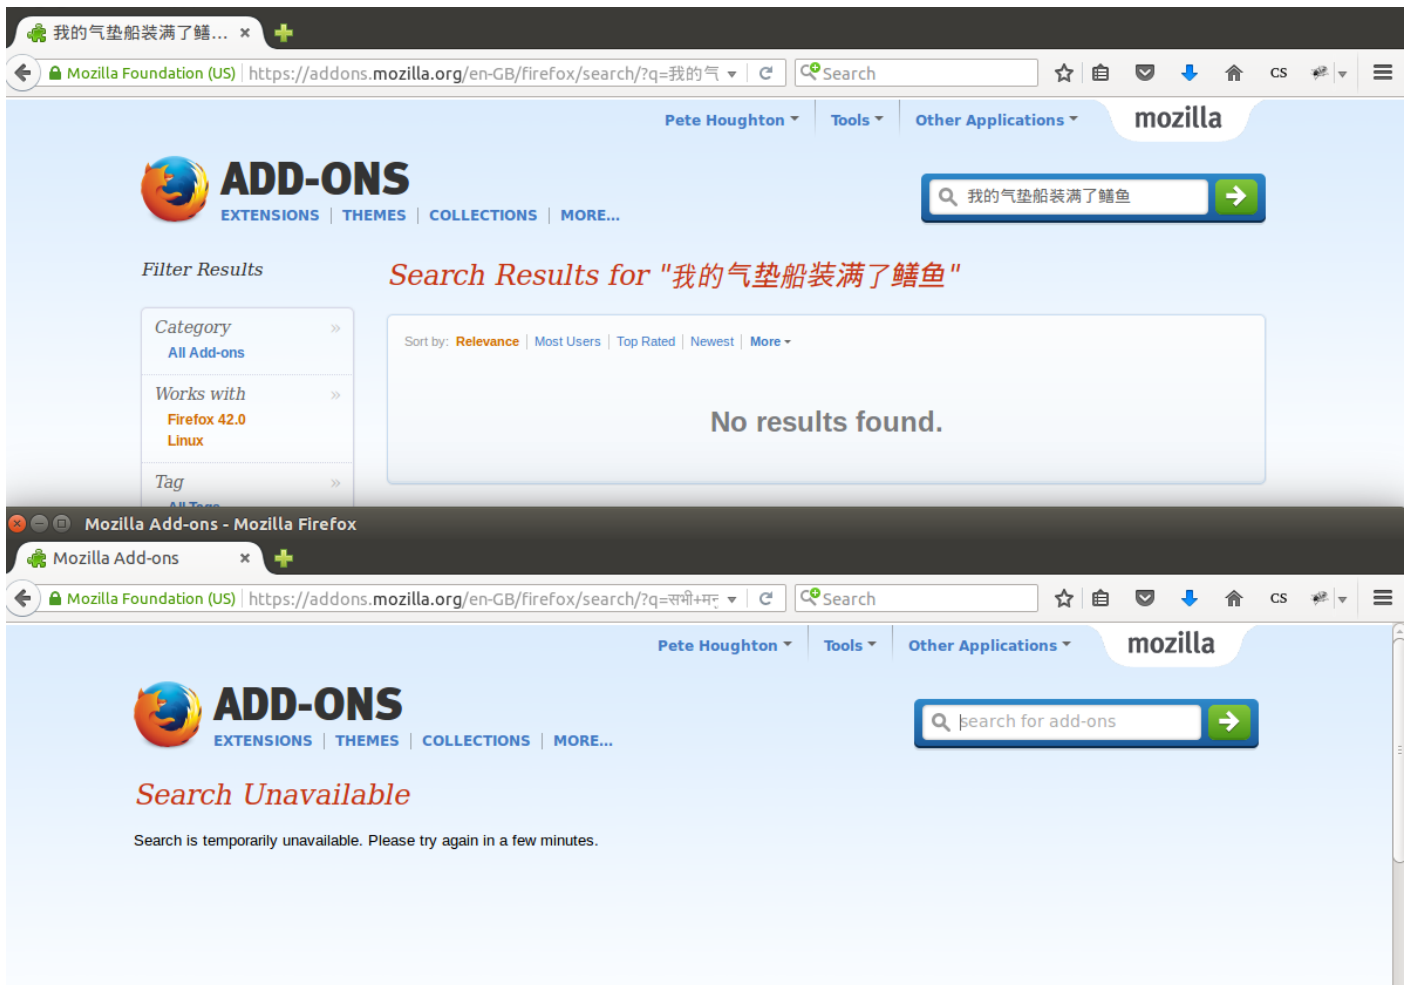 我的气垫船装满了鳝...
Mozilla Foundation (US) https://addons.mozilla.org/en-GB/firefox/search/?q=我的气 Search CS
Pete Houghton Tools Other Applications mozilla
ADD-ONS
EXTENSIONS THEMES COLLECTIONS MORE...
我的气垫船装满了鳝鱼
Filter Results
Search Results for "我的气垫船装满了鳝鱼"
Category »
All Add-ons
Works with »
Firefox 42.0
Linux
Tag »
All Tags
Sort by: Relevance Most Users Top Rated Newest More
No results found.
Mozilla Add-ons - Mozilla Firefox
Mozilla Add-ons
Mozilla Foundation (US) https://addons.mozilla.org/en-GB/firefox/search/?q=सभी+मनु Search CS
Pete Houghton Tools Other Applications mozilla
ADD-ONS
EXTENSIONS THEMES COLLECTIONS MORE...
search for add-ons
Search Unavailable
Search is temporarily unavailable. Please try again in a few minutes.